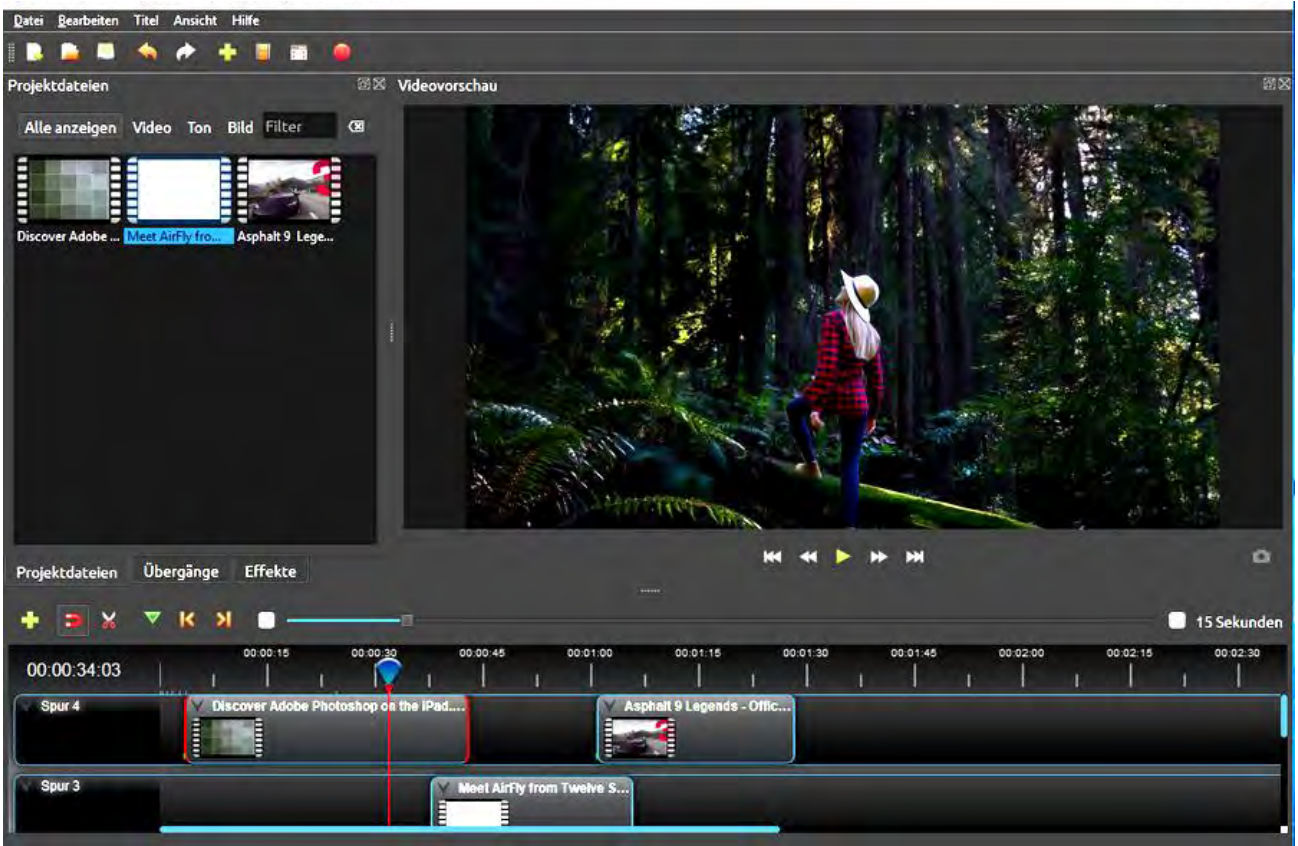 Datei Bearbeiten Titel Ansicht Hilfe
Projektdateien
Videovorschau
Alle anzeigen Video Ton Bild Filter
Discover Adobe ... Meet AirFly fro... Asphalt 9 Lege...
Projektdateien Übergänge Effekte
15 Sekunden
00:00:34:03
00:00:15 00:00:30 00:00:45 00:01:00 00:01:15 00:01:30 00:01:45 00:02:00 00:02:15 00:02:30
Spur 4
Discover Adobe Photoshop on the iPad....
Asphalt 9 Legends - Offic...
Spur 3
Meet AirFly from Twelve S...